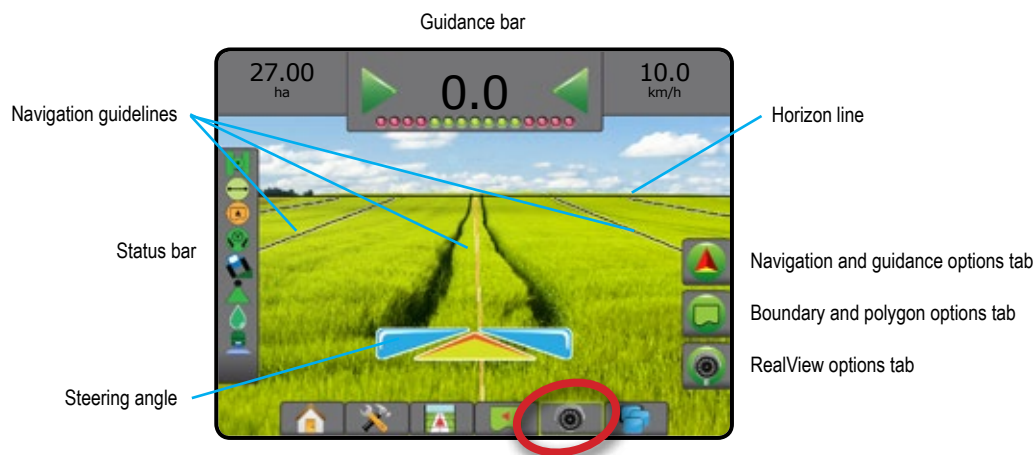 Guidance bar
27.00
ha
0.0
10.0
km/h
Navigation guidelines
Horizon line
Status bar
Navigation and guidance options tab
Boundary and polygon options tab
RealView options tab
Steering angle